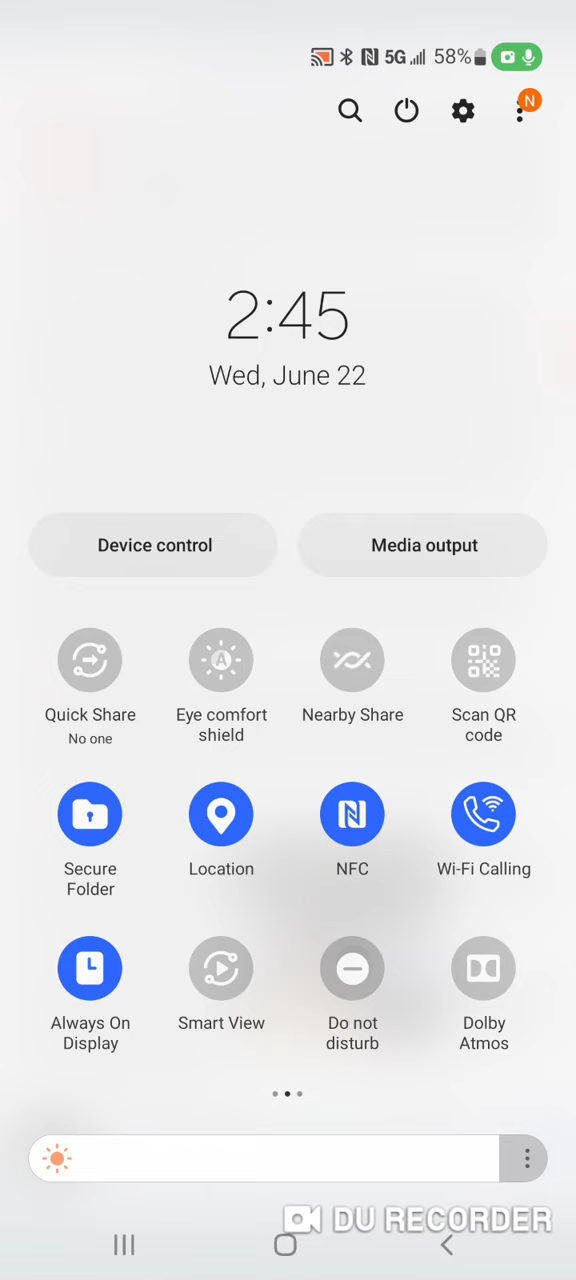 5G 58%
N
2:45
Wed, June 22
Device control Media output
Quick Share Eye comfort shield Nearby Share Scan QR code
No one
Secure Folder Location NFC Wi-Fi Calling
Always On Display Smart View Do not disturb Dolby Atmos
DU RECORDER